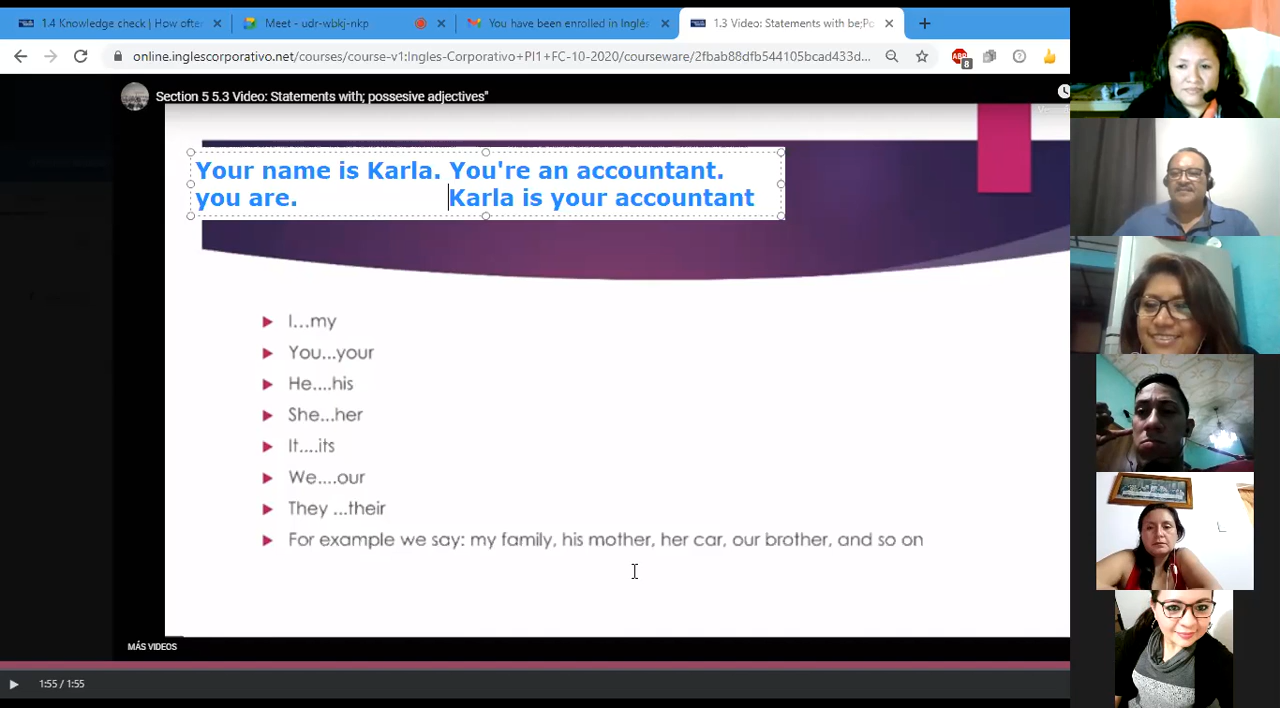 1.4 Knowledge check | How ofte
Meet - udr-wbkj-nkp
You have been enrolled in Inglés
1.3 Video: Statements with be;Po
online.inglescorporativo.net/courses/course-v1:Ingles-Corporativo+PI1+FC-10-2020/courseware/2fbab88dfb544105bcad433d...
ABP
8
Section 5 5.3 Video: Statements with; possesive adjectives"
Your name is Karla. You're an accountant.
you are. Karla is your accountant
I...my
You...your
He....his
She...her
It....its
We....our
They ...their
For example we say: my family, his mother, her car, our brother, and so on
MÁS VIDEOS
1:55 / 1:55